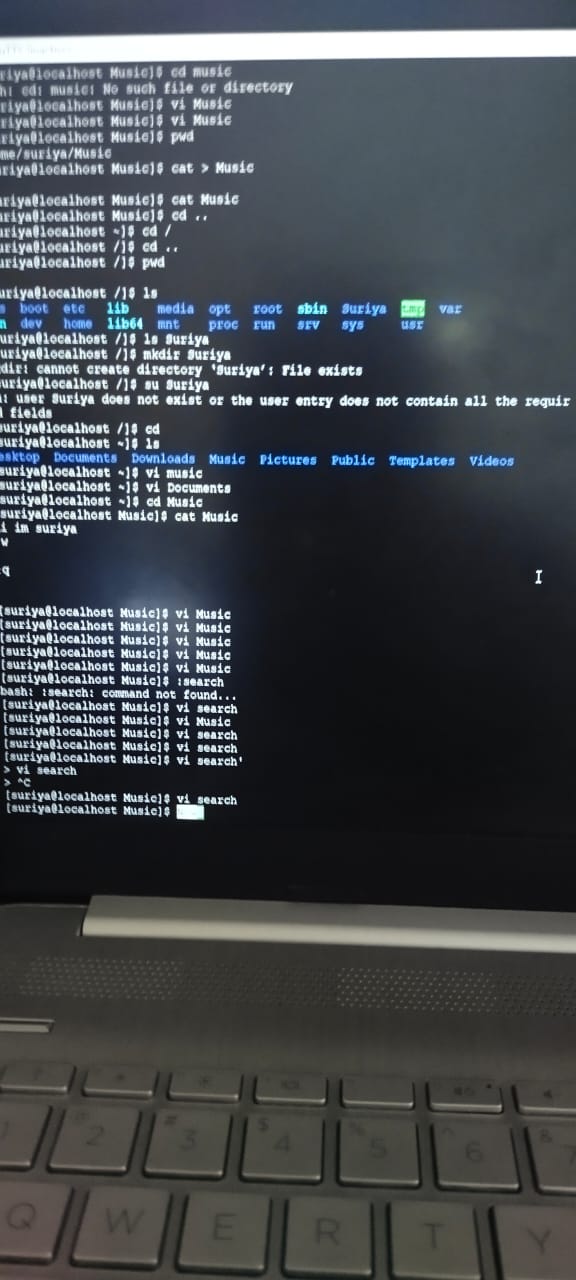 riya@localhost Music]$ cd music
h: cd: music: No such file or directory
riya@localhost Music]$ vi Music
riya@localhost Music]$ vi Music
riya@localhost Music]$ pwd
me/suriya/Music
riya@localhost Music]$ cat > Music
uriya@localhost Music]$ cat Music
uriya@localhost Music]$ cd ..
uriya@localhost ~]$ cd /
uriya@localhost /]$ cd ..
uriya@localhost /]$ pwd
uriya@localhost /]$ ls
s boot etc lib media opt root sbin Suriya tmp var
n dev home lib64 mnt proc run srv sys usr
uriya@localhost /]$ ls Suriya
uriya@localhost /]$ mkdir Suriya
dir: cannot create directory 'Suriya': File exists
suriya@localhost /]$ su Suriya
: user Suriya does not exist or the user entry does not contain all the requir
d fields
suriya@localhost /]$ cd
suriya@localhost ~]$ ls
esktop Documents Downloads Music Pictures Public Templates Videos
suriya@localhost ~]$ vi music
suriya@localhost ~]$ vi Documents
suriya@localhost ~]$ cd Music
suriya@localhost Music]$ cat Music
i im suriya
w
:q
[suriya@localhost Music]$ vi Music
[suriya@localhost Music]$ vi Music
[suriya@localhost Music]$ vi Music
[suriya@localhost Music]$ vi Music
[suriya@localhost Music]$ vi Music
[suriya@localhost Music]$ :search
bash: :search: command not found...
[suriya@localhost Music]$ vi search
[suriya@localhost Music]$ vi Music
[suriya@localhost Music]$ vi search
[suriya@localhost Music]$ vi search
[suriya@localhost Music]$ vi search'
> vi search
> ^C
[suriya@localhost Music]$ vi search
[suriya@localhost Music]$
2 # 3 $ 4 % 5 ^ 6 & 7
Q W E R T Y